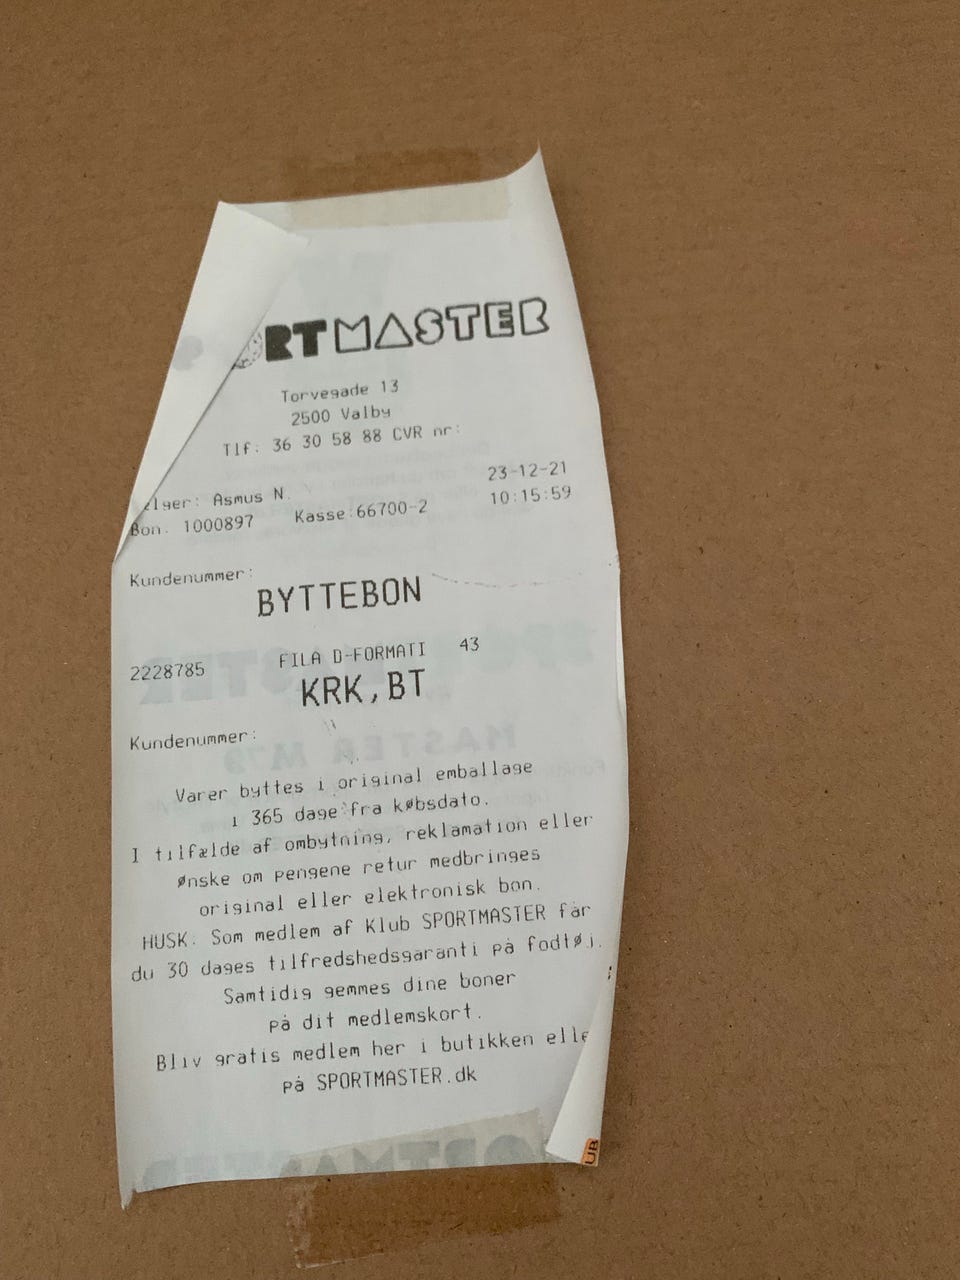 ORTMASTER
Torvegade 13
2500 Valby
Tlf: 36 30 58 88 CVR nr:
elger: Asmus N. 23-12-21
Bon. 1000897 Kasse:66700-2 10:15:59
Kundenummer:
BYTTEBON
2228785 FILA D-FORMATI 43
KRK,BT
Kundenummer:
Varer byttes i original emballage
i 365 dage fra købsdato.
I tilfælde af ombytning, reklamation eller
ønske om pengene retur medbringes
original eller elektronisk bon.
HUSK: Som medlem af Klub SPORTMASTER får
du 30 dages tilfredshedsgaranti på fodtøj.
Samtidig gemmes dine boner
på dit medlemskort.
Bliv gratis medlem her i butikken elle
på SPORTMASTER.dk
UB